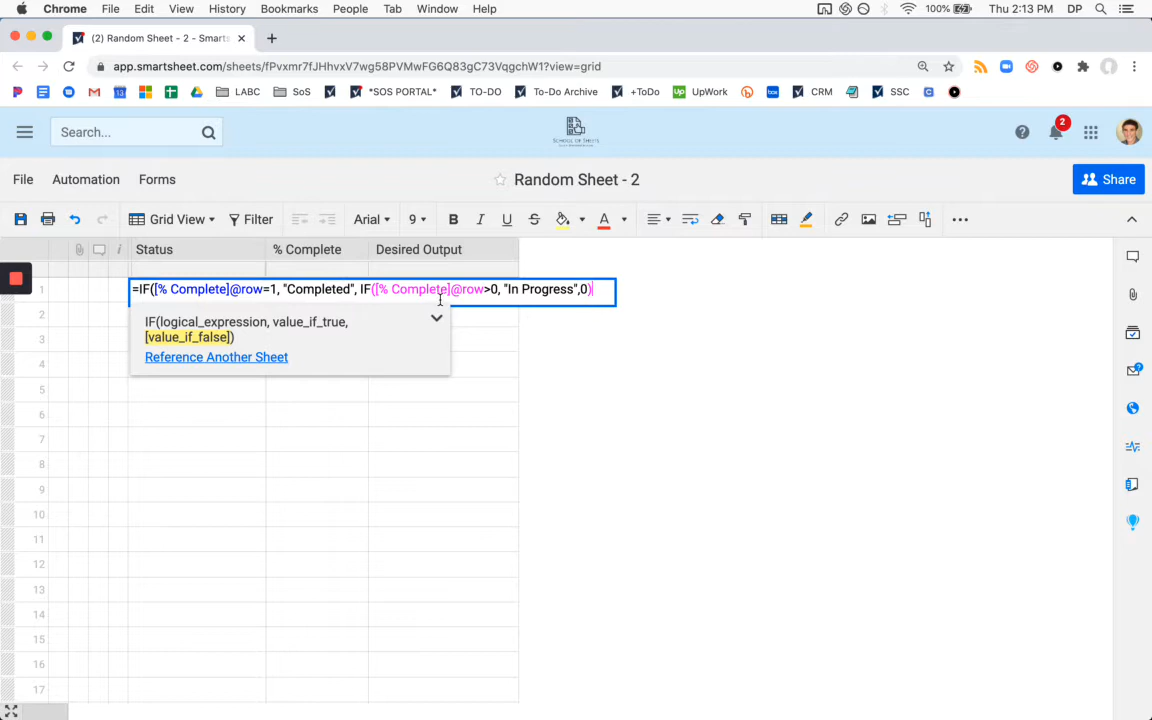 Chrome File Edit View History Bookmarks People Tab Window Help 100% Thu 2:13 PM DP
(2) Random Sheet - 2 - Smarts
app.smartsheet.com/sheets/fPvxmr7fJHhvxV7wg58PVMwFG6Q83gC73VqgchW1?view=grid
LABC SoS *SOS PORTAL* TO-DO To-Do Archive +ToDo Up UpWork box CRM SSC
Search... SCHOOL OF SHEETS 2
File Automation Forms Random Sheet - 2 Share
Grid View Filter Arial 9 B I U S A
Status % Complete Desired Output
1 =IF([% Complete]@row=1, "Completed", IF([% Complete]@row>0, "In Progress",0)
2
IF(logical_expression, value_if_true,
3
[value_if_false])
4 Reference Another Sheet
5
6
7
8
9
10
11
12
13
14
15
16
17